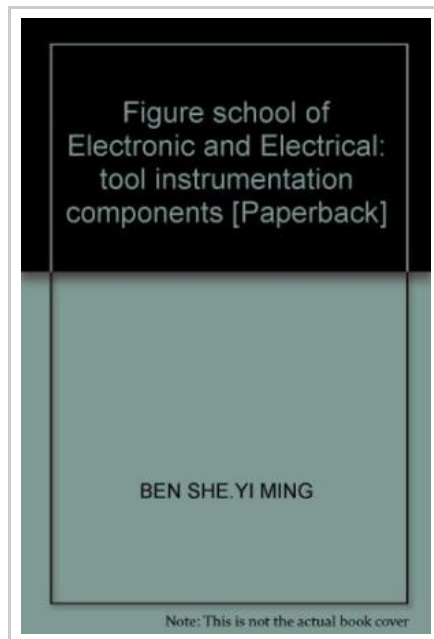 Figure school of
Electronic and Electrical:
tool instrumentation
components [Paperback]
BEN SHE.YI MING
Note: This is not the actual book cover